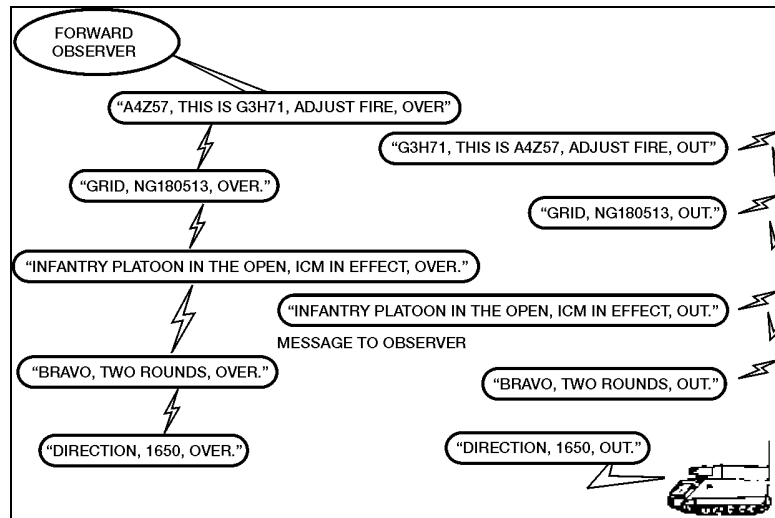 FORWARD
OBSERVER
“A4Z57, THIS IS G3H71, ADJUST FIRE, OVER”
“G3H71, THIS IS A4Z57, ADJUST FIRE, OUT”
“GRID, NG180513, OVER.”
“GRID, NG180513, OUT.”
“INFANTRY PLATOON IN THE OPEN, ICM IN EFFECT, OVER.”
“INFANTRY PLATOON IN THE OPEN, ICM IN EFFECT, OUT.”
MESSAGE TO OBSERVER
“BRAVO, TWO ROUNDS, OVER.”
“BRAVO, TWO ROUNDS, OUT.”
“DIRECTION, 1650, OVER.”
“DIRECTION, 1650, OUT.”